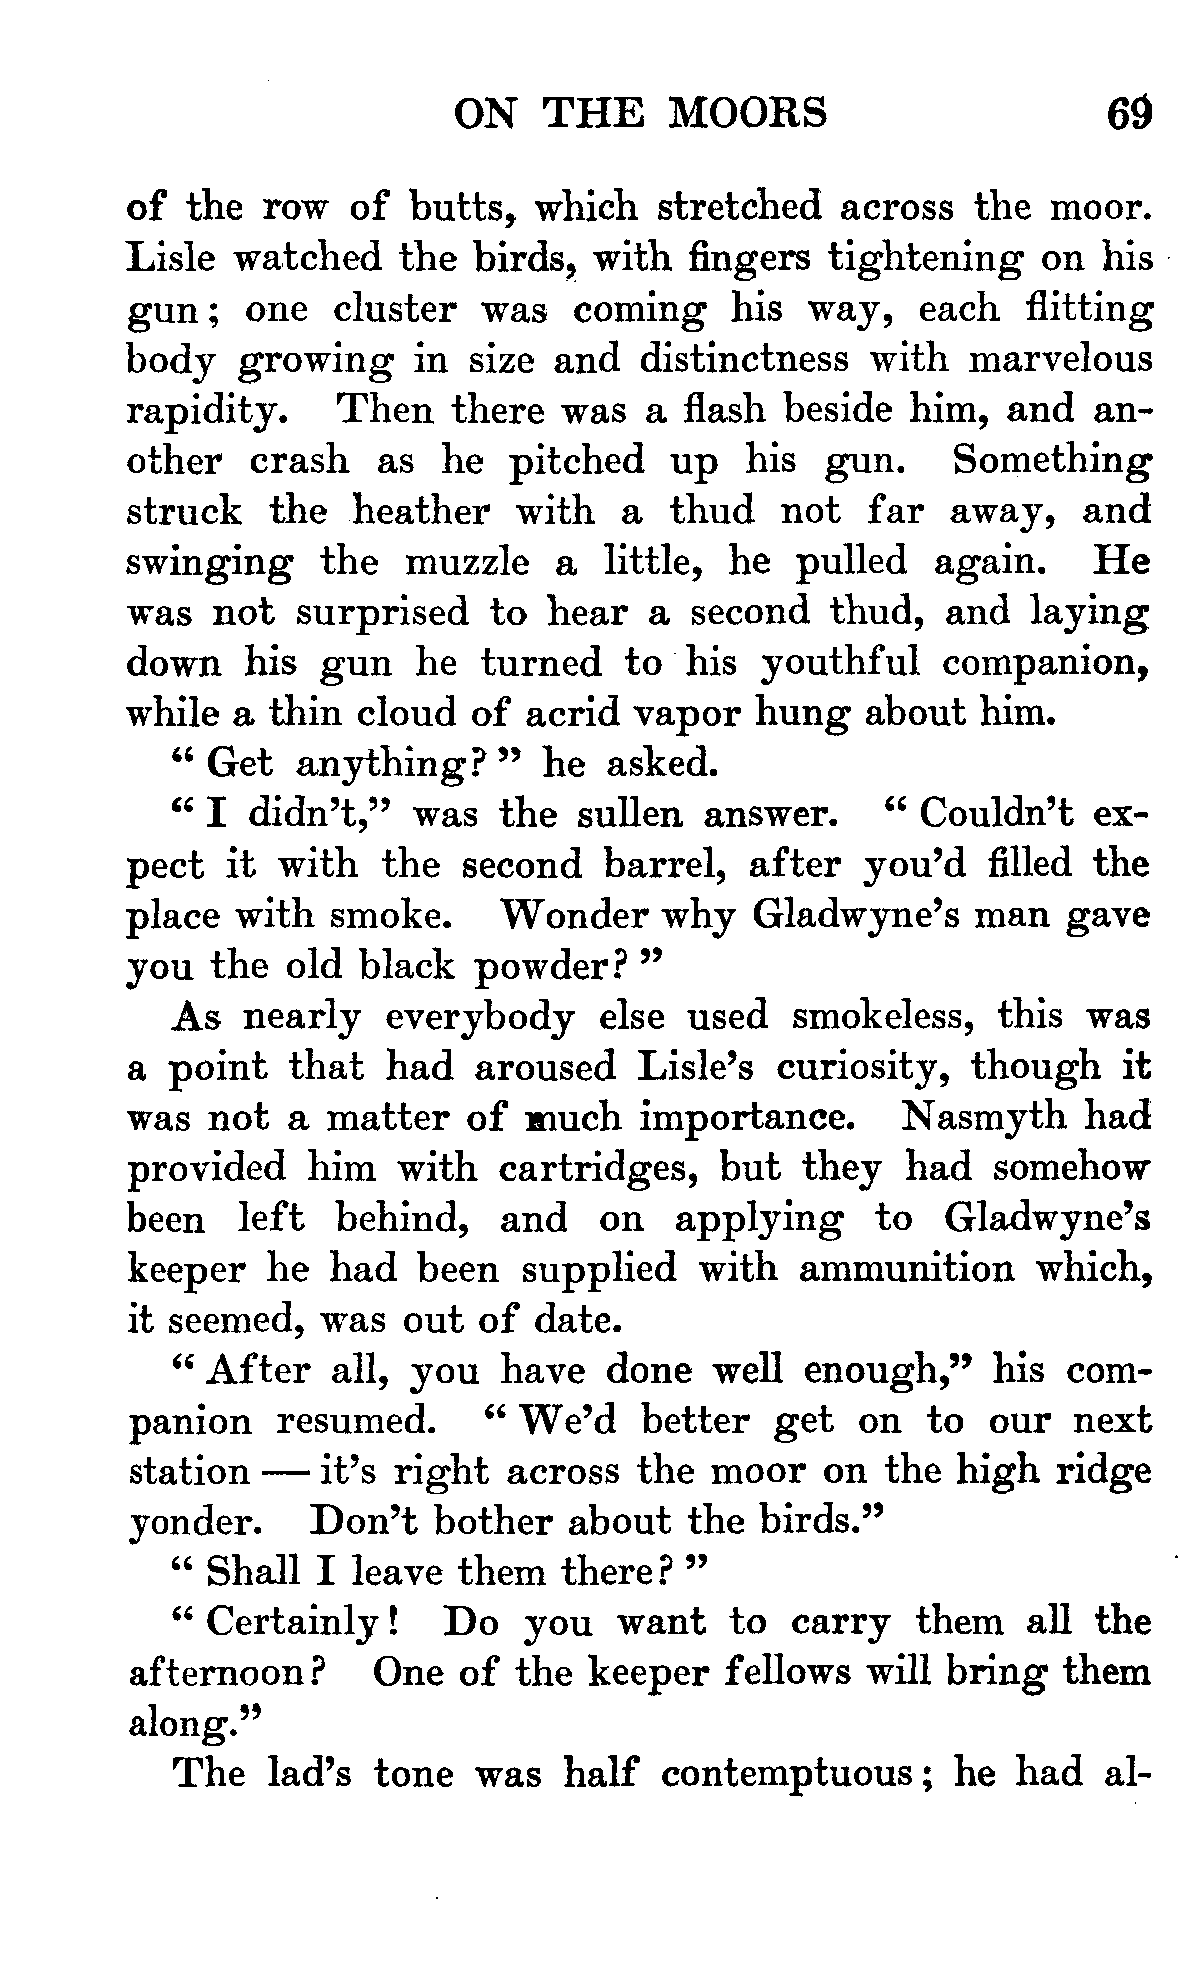 ON THE MOORS 69
of the row of butts, which stretched across the moor.
Lisle watched the birds, with fingers tightening on his
gun; one cluster was coming his way, each flitting
body growing in size and distinctness with marvelous
rapidity. Then there was a flash beside him, and an-
other crash as he pitched up his gun. Something
struck the heather with a thud not far away, and
swinging the muzzle a little, he pulled again. He
was not surprised to hear a second thud, and laying
down his gun he turned to his youthful companion,
while a thin cloud of acrid vapor hung about him.
“Get anything?” he asked.
“I didn’t,” was the sullen answer. “Couldn’t ex-
pect it with the second barrel, after you’d filled the
place with smoke. Wonder why Gladwyne’s man gave
you the old black powder?”
As nearly everybody else used smokeless, this was
a point that had aroused Lisle’s curiosity, though it
was not a matter of much importance. Nasmyth had
provided him with cartridges, but they had somehow
been left behind, and on applying to Gladwyne’s
keeper he had been supplied with ammunition which,
it seemed, was out of date.
“After all, you have done well enough,” his com-
panion resumed. “We’d better get on to our next
station — it’s right across the moor on the high ridge
yonder. Don’t bother about the birds.”
“Shall I leave them there?”
“Certainly! Do you want to carry them all the
afternoon? One of the keeper fellows will bring them
along.”
The lad’s tone was half contemptuous; he had al-